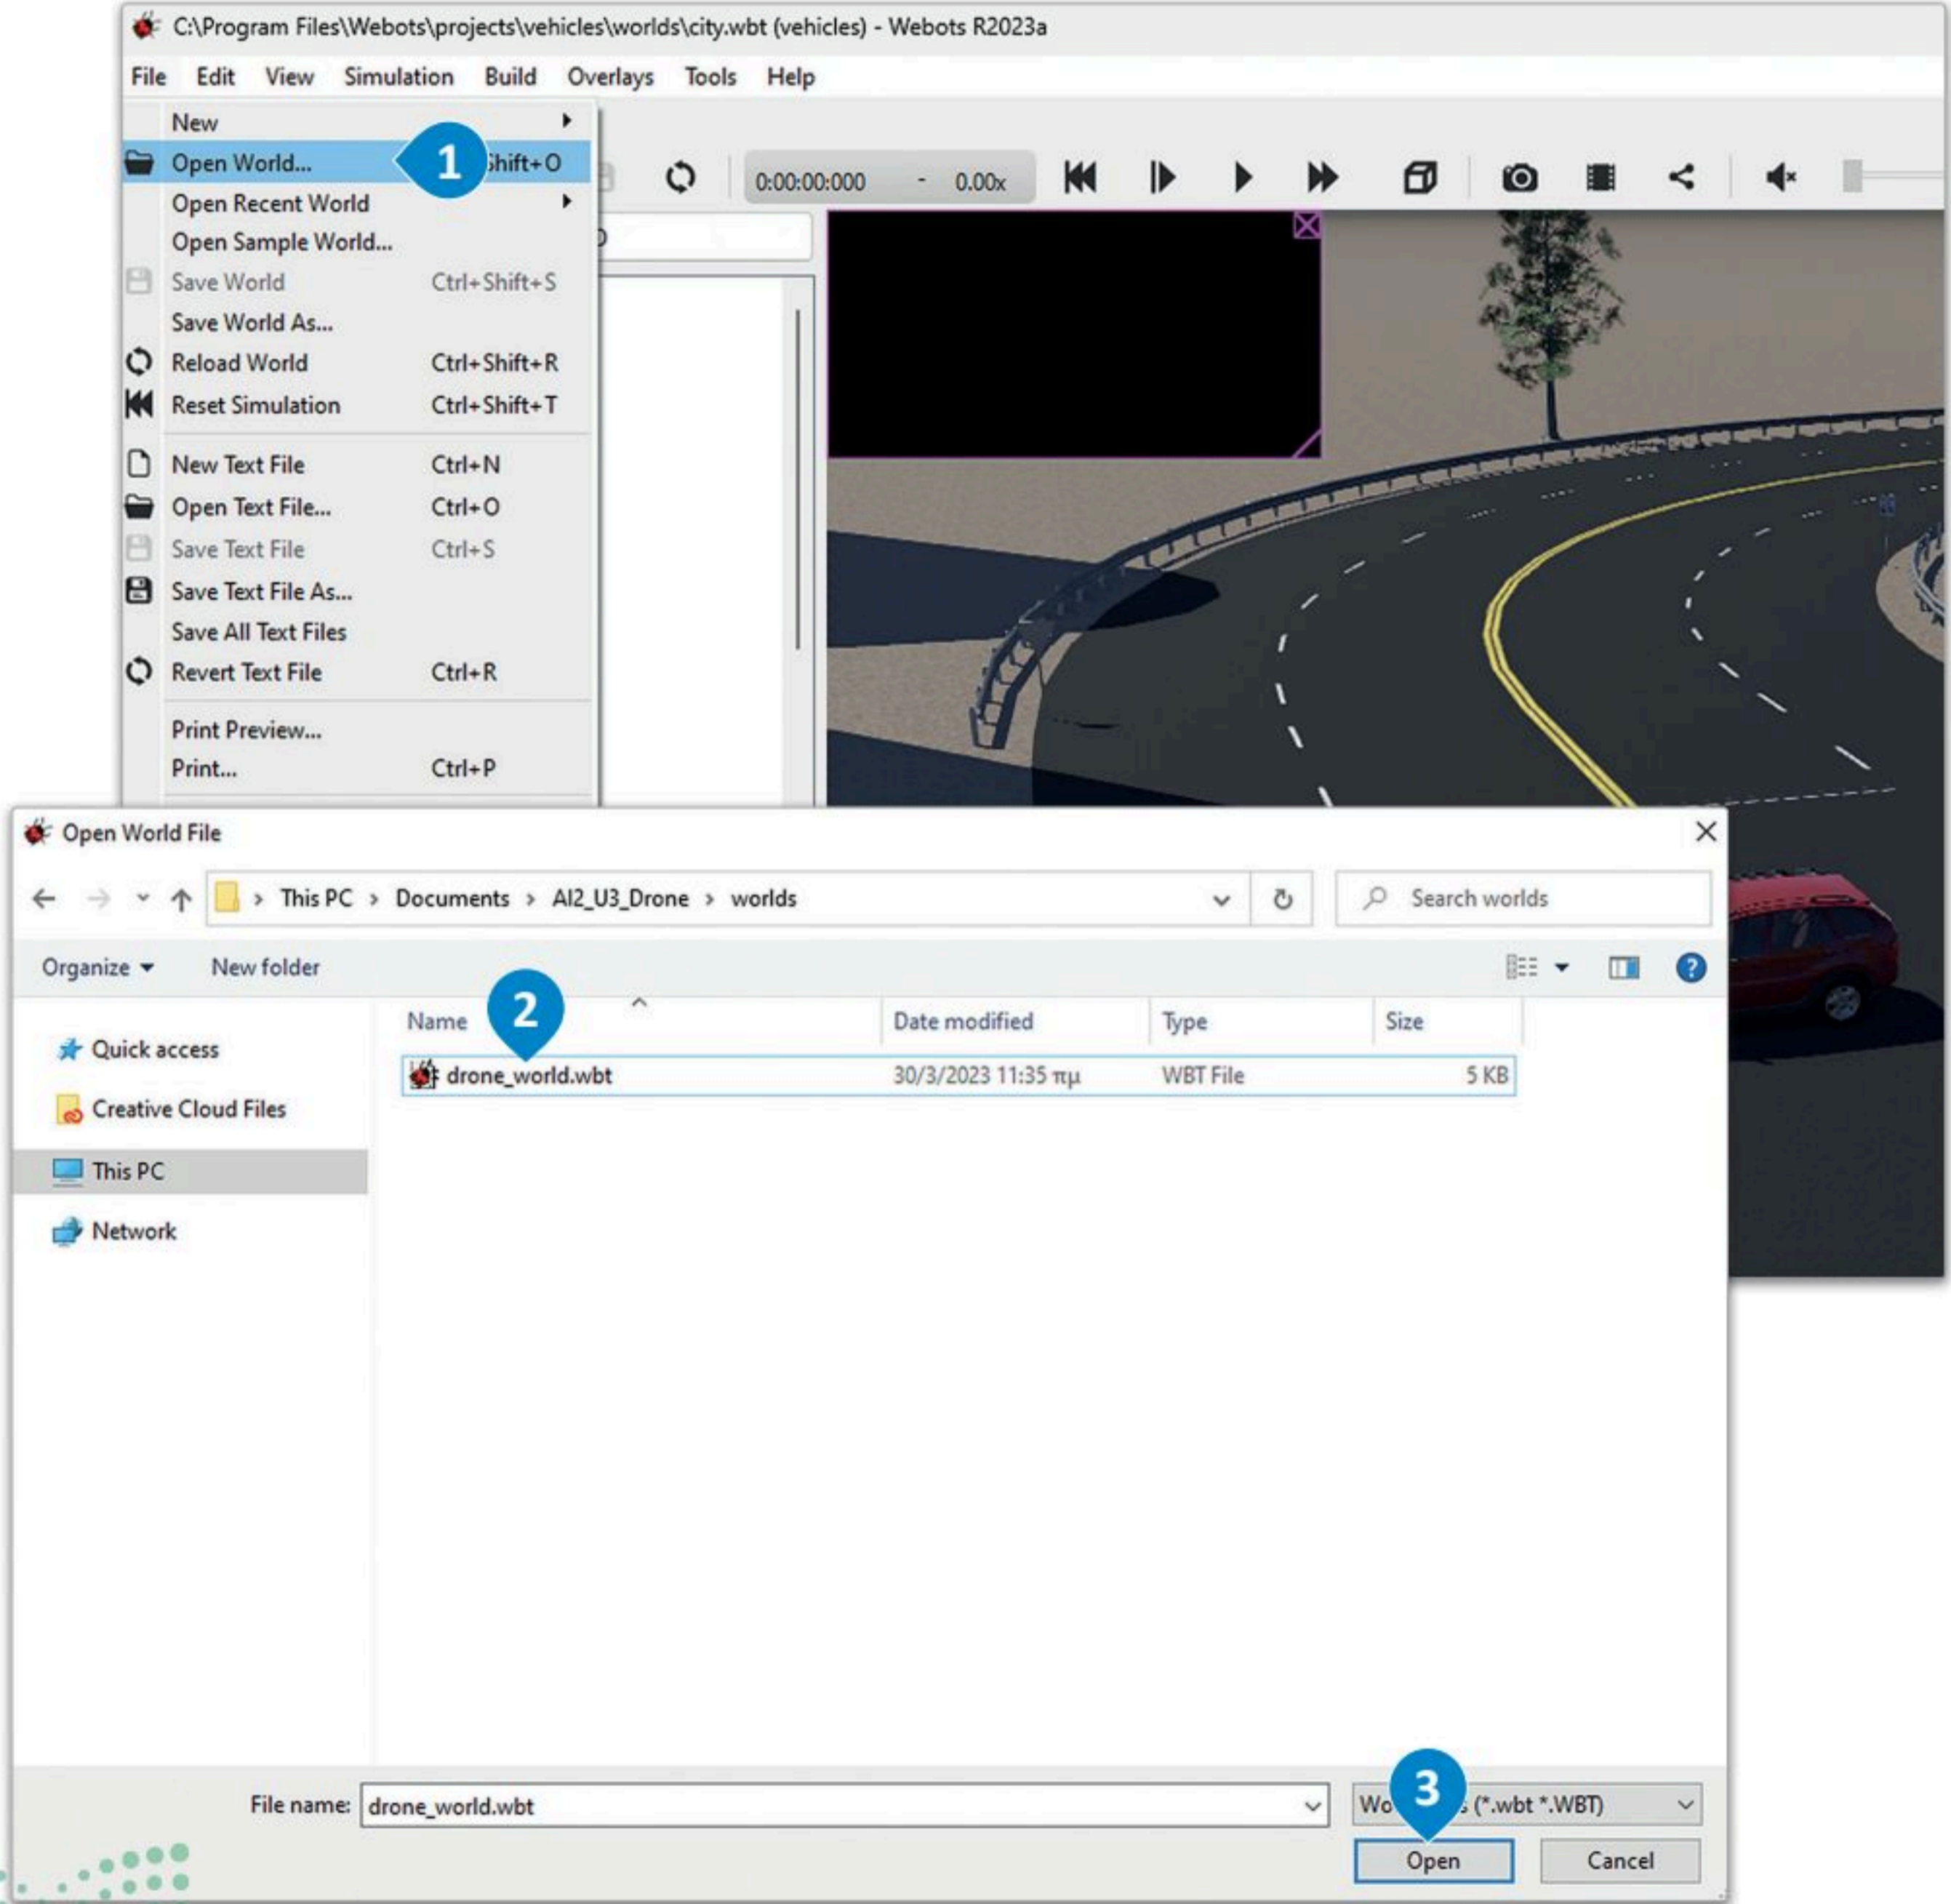 C:\Program Files\Webots\projects\vehicles\worlds\city.wbt (vehicles) - Webots R2023a
File Edit View Simulation Build Overlays Tools Help
New
Open World... 1 Shift+O
0:00:00:000 - 0.00x
Open Recent World
Open Sample World...
Save World Ctrl+Shift+S
Save World As...
Reload World Ctrl+Shift+R
Reset Simulation Ctrl+Shift+T
New Text File Ctrl+N
Open Text File... Ctrl+O
Save Text File Ctrl+S
Save Text File As...
Save All Text Files
Revert Text File Ctrl+R
Print Preview...
Print... Ctrl+P
Open World File
This PC > Documents > AI2_U3_Drone > worlds
Search worlds
Organize New folder
Name 2 Date modified Type Size
drone_world.wbt 30/3/2023 11:35 πμ WBT File 5 KB
Quick access
Creative Cloud Files
This PC
Network
File name: drone_world.wbt 3 (*.wbt *.WBT)
Open Cancel